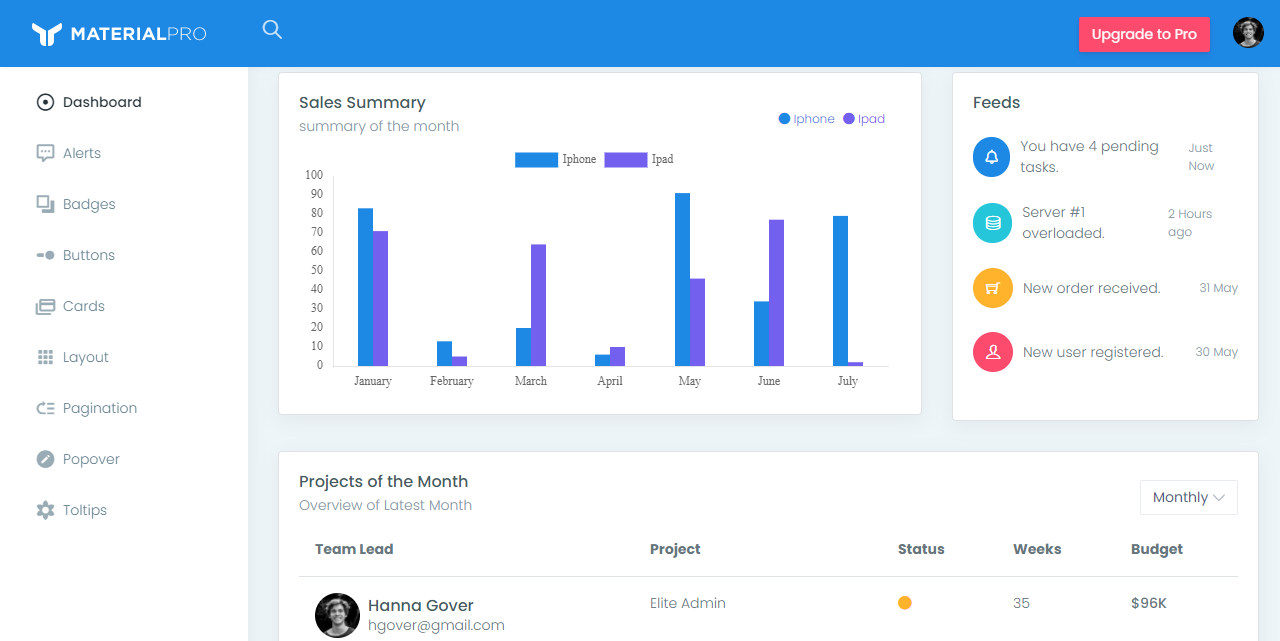 MATERIALPRO
Upgrade to Pro
Dashboard
Alerts
Badges
Buttons
Cards
Layout
Pagination
Popover
Toltips
Sales Summary
summary of the month
Iphone Ipad
Iphone Ipad
100
90
80
70
60
50
40
30
20
10
0
January February March April May June July
Feeds
You have 4 pending
tasks.
Just
Now
Server #1
overloaded.
2 Hours
ago
New order received. 31 May
New user registered. 30 May
Projects of the Month
Overview of Latest Month
Monthly
Team Lead Project Status Weeks Budget
Hanna Gover
hgover@gmail.com
Elite Admin 35 $96K